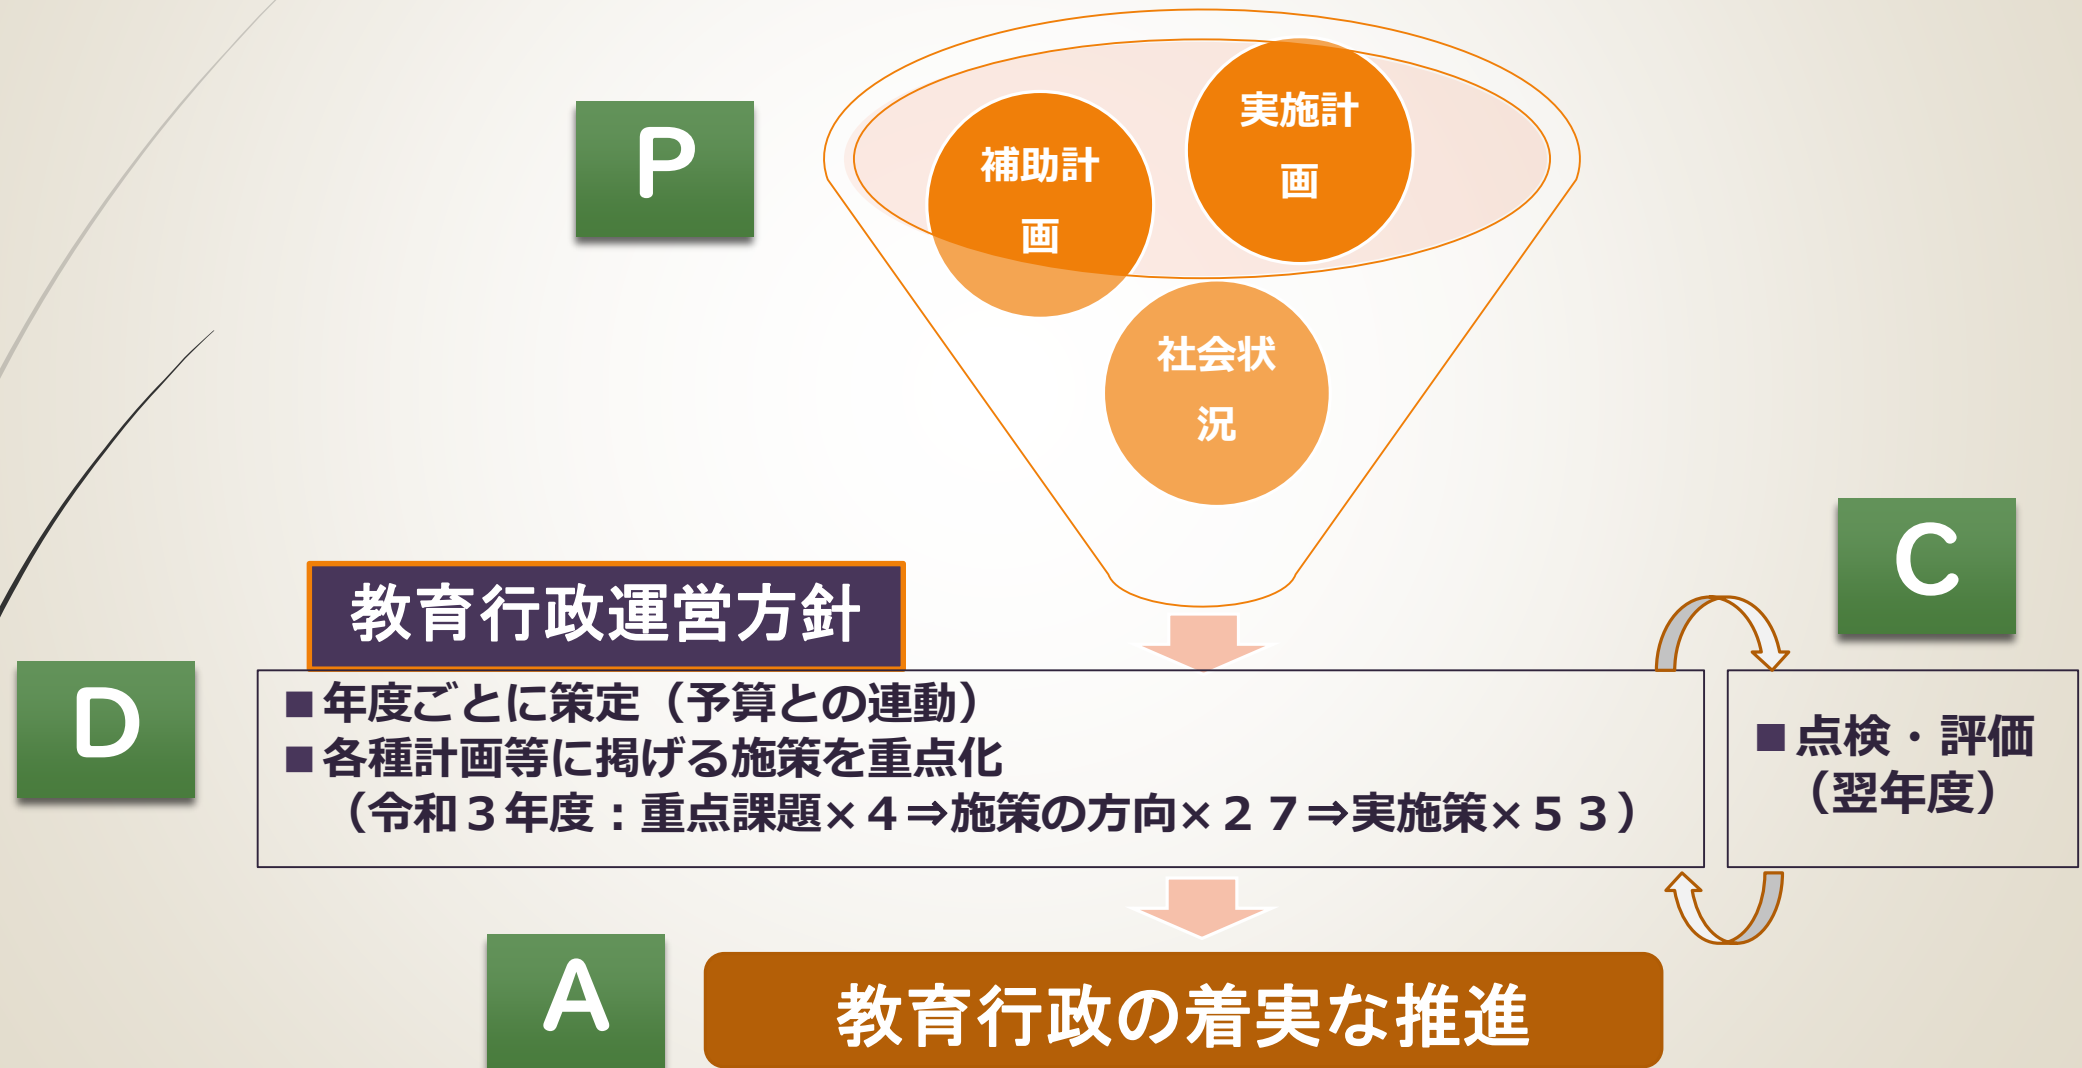 P
実施計
画
補助計
画
社会状
況
C
教育行政運営方針
D
■年度ごとに策定（予算との連動）
■各種計画等に掲げる施策を重点化
（令和３年度：重点課題×４⇒施策の方向×２７⇒実施策×５３）
■点検・評価
（翌年度）
A
教育行政の着実な推進